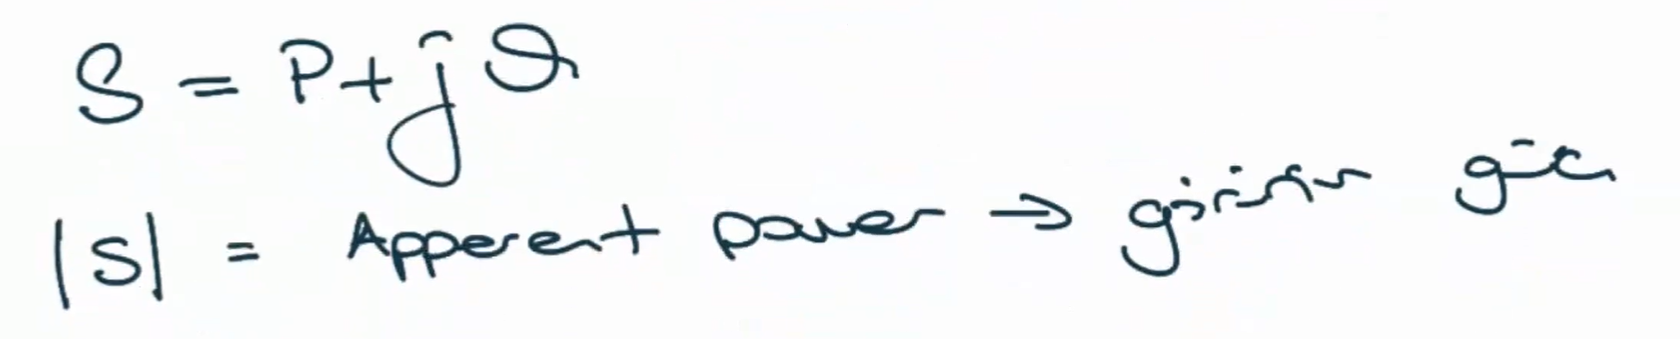 S = P + jQ
|S| = Apperent power → görünür güç